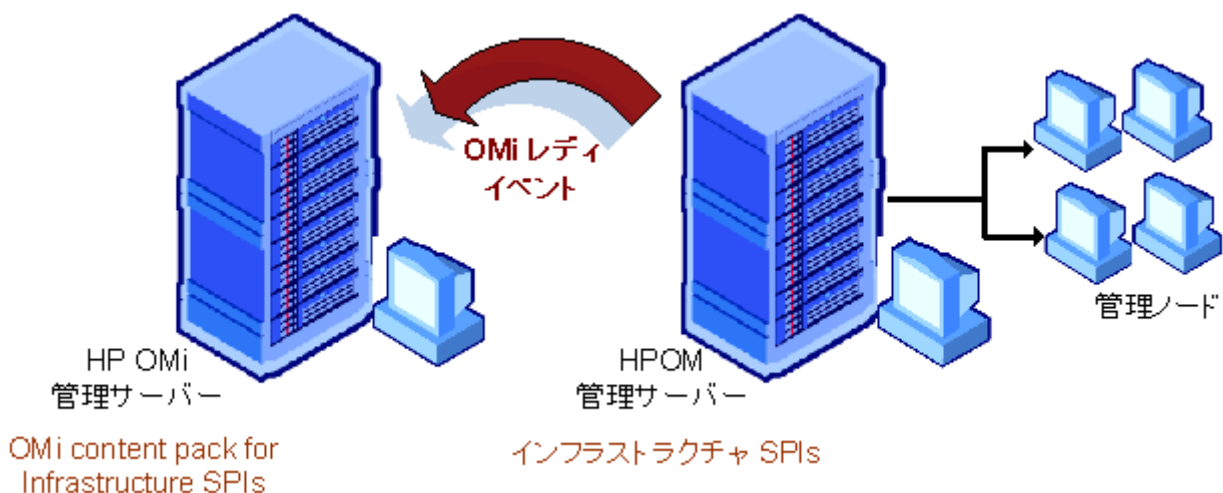 OMi レディ
イベント
管理ノード
HP OMi
管理サーバー
HPOM
管理サーバー
OMi content pack for
Infrastructure SPIs
インフラストラクチャ SPIs